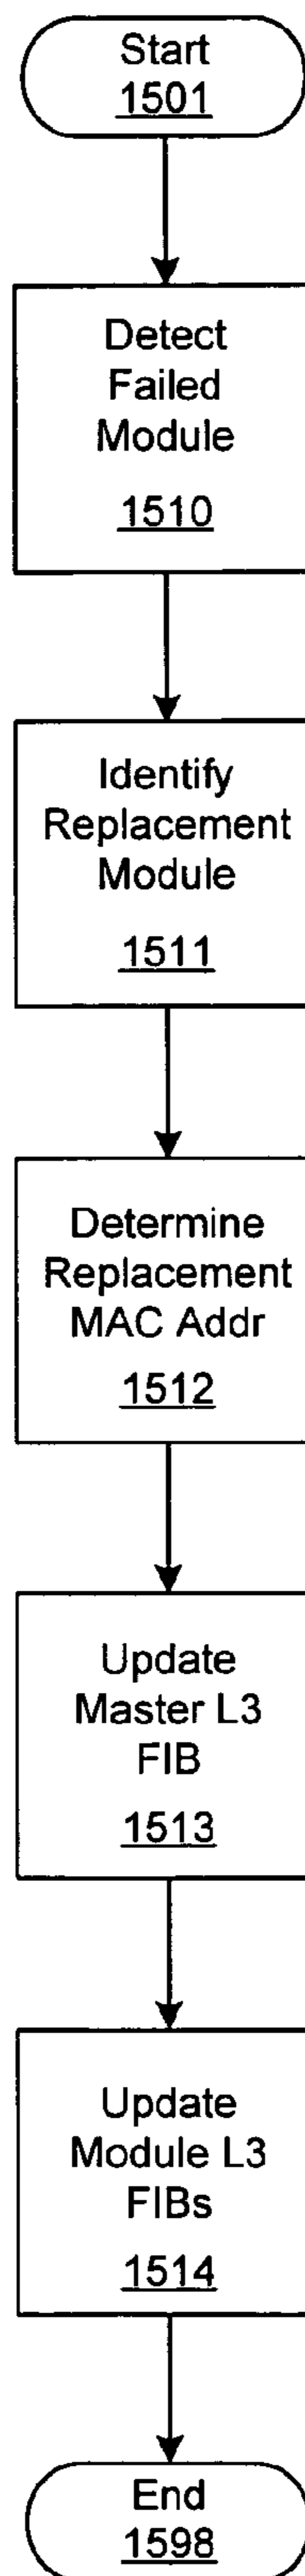 Start
1501
Detect
Failed
Module
1510
Identify
Replacement
Module
1511
Determine
Replacement
MAC Addr
1512
Update
Master L3
FIB
1513
Update
Module L3
FIBs
1514
End
1598